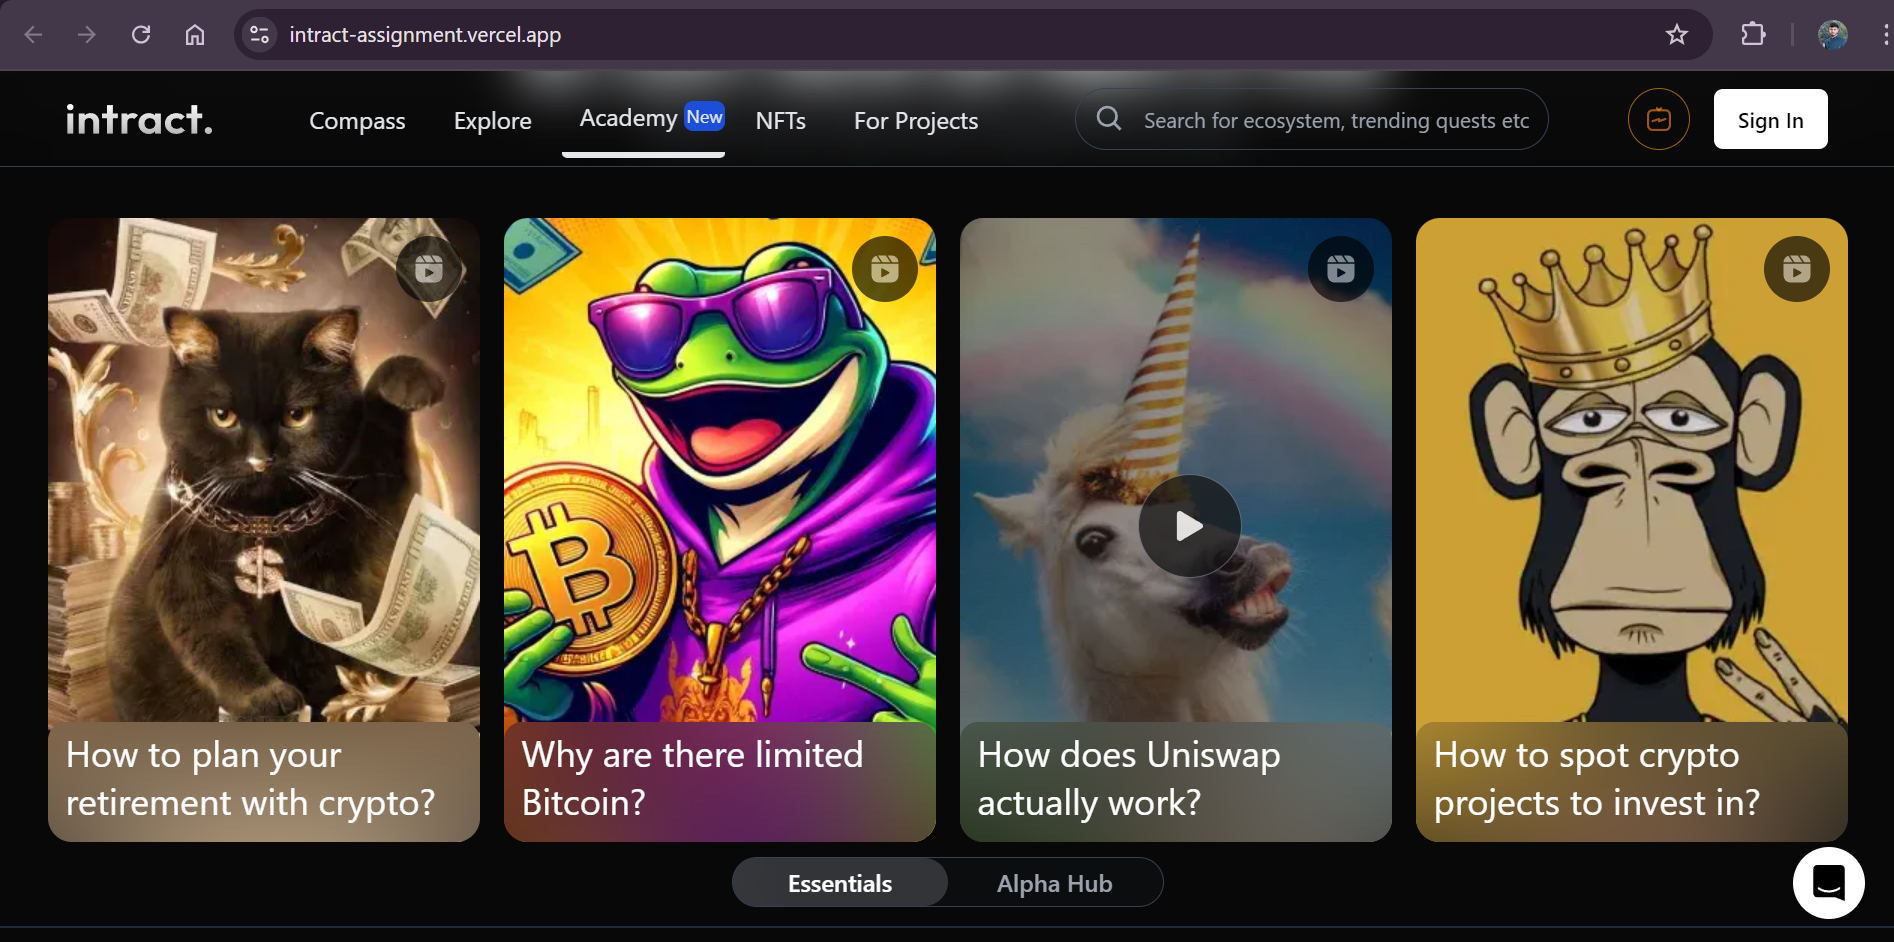 intract-assignment.vercel.app
intract.
Compass
Explore
Academy New
NFTs
For Projects
Search for ecosystem, trending quests etc
Sign In
How to plan your
retirement with crypto?
Why are there limited
Bitcoin?
How does Uniswap
actually work?
How to spot crypto
projects to invest in?
Essentials
Alpha Hub